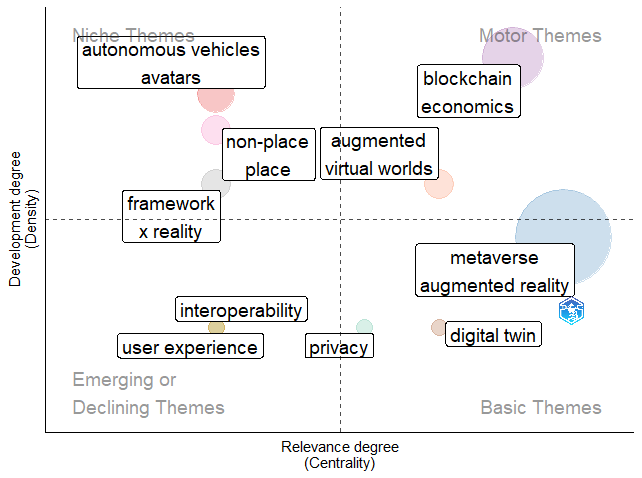 Niche Themes
Motor Themes
autonomous vehicles
avatars
blockchain
economics
non-place
place
augmented
virtual worlds
framework
x reality
metaverse
augmented reality
interoperability
user experience
privacy
digital twin
Emerging or
Declining Themes
Basic Themes
Development degree
(Density)
Relevance degree
(Centrality)